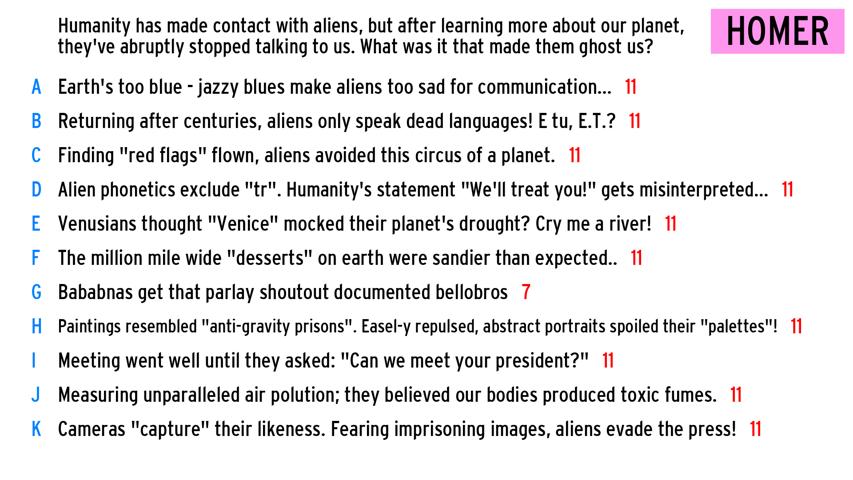 Humanity has made contact with aliens, but after learning more about our planet,
they've abruptly stopped talking to us. What was it that made them ghost us?
HOMER
A Earth's too blue - jazzy blues make aliens too sad for communication... 11
B Returning after centuries, aliens only speak dead languages! E tu, E.T.? 11
C Finding "red flags" flown, aliens avoided this circus of a planet. 11
D Alien phonetics exclude "tr". Humanity's statement "We'll treat you!" gets misinterpreted... 11
E Venusians thought "Venice" mocked their planet's drought? Cry me a river! 11
F The million mile wide "desserts" on earth were sandier than expected.. 11
G Bababnas get that parlay shoutout documented bellobros 7
H Paintings resembled "anti-gravity prisons". Easel-y repulsed, abstract portraits spoiled their "palettes"! 11
I Meeting went well until they asked: "Can we meet your president?" 11
J Measuring unparalleled air polution; they believed our bodies produced toxic fumes. 11
K Cameras "capture" their likeness. Fearing imprisoning images, aliens evade the press! 11